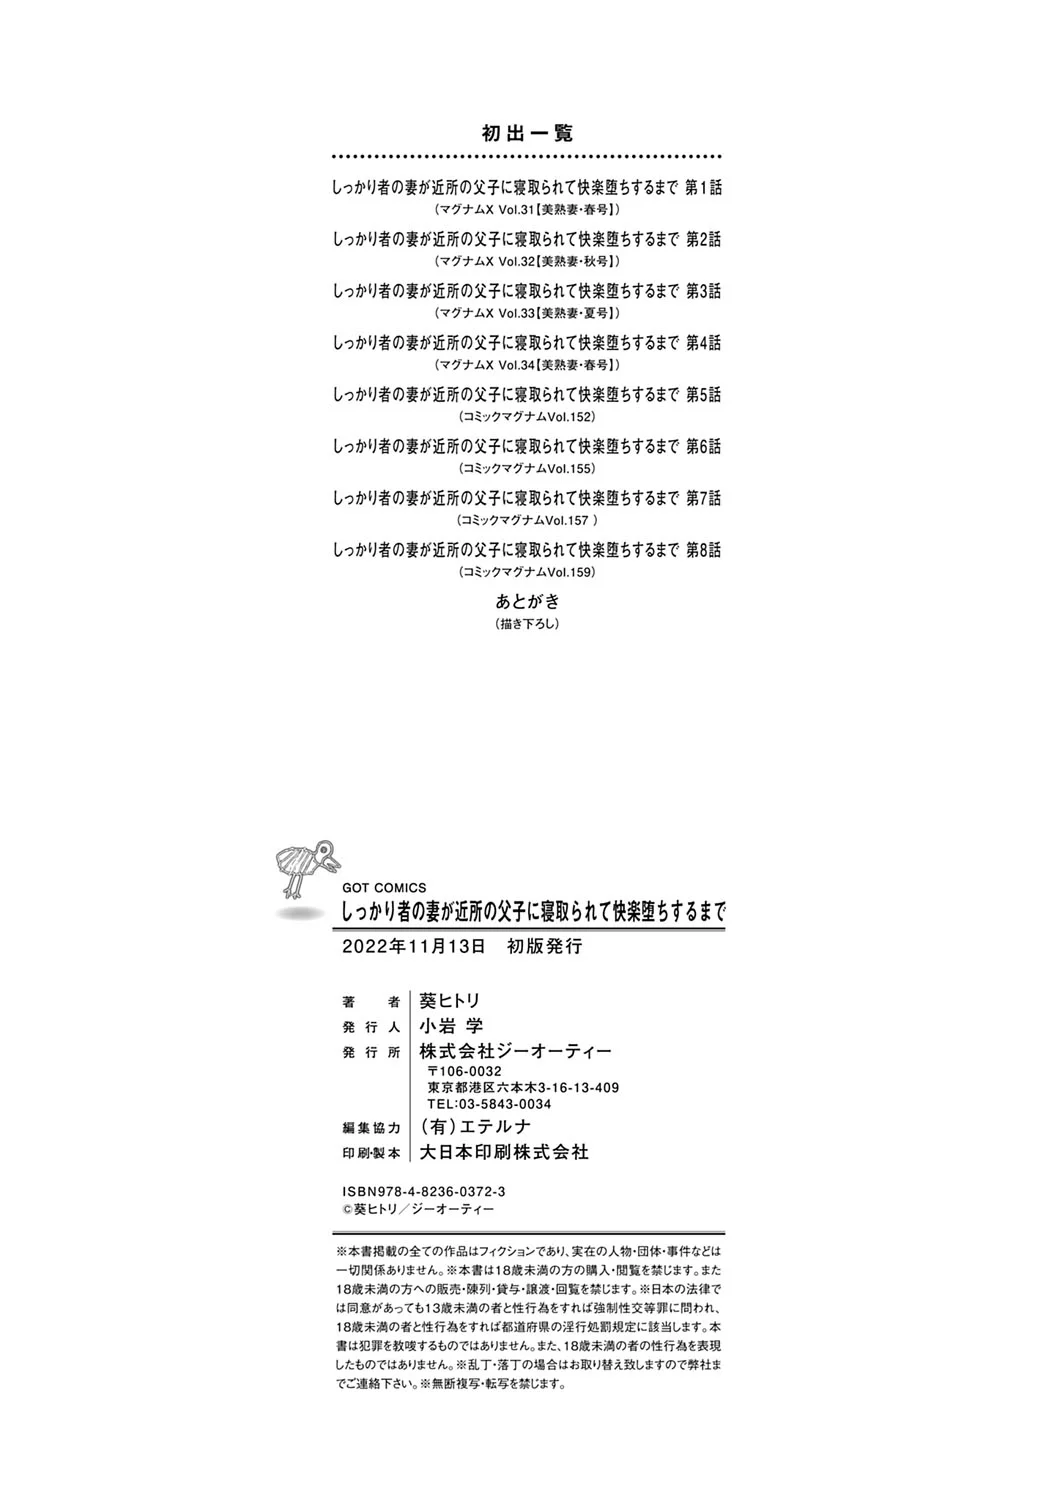 初出一覧
しっかり者の妻が近所の父子に寝取られて快楽堕ちするまで 第1話
（マグナムX Vol.31【美熟妻・春号】）
しっかり者の妻が近所の父子に寝取られて快楽堕ちするまで 第2話
（マグナムX Vol.32【美熟妻・秋号】）
しっかり者の妻が近所の父子に寝取られて快楽堕ちするまで 第3話
（マグナムX Vol.33【美熟妻・夏号】）
しっかり者の妻が近所の父子に寝取られて快楽堕ちするまで 第4話
（マグナムX Vol.34【美熟妻・春号】）
しっかり者の妻が近所の父子に寝取られて快楽堕ちするまで 第5話
（コミックマグナムVol.152）
しっかり者の妻が近所の父子に寝取られて快楽堕ちするまで 第6話
（コミックマグナムVol.155）
しっかり者の妻が近所の父子に寝取られて快楽堕ちするまで 第7話
（コミックマグナムVol.157 ）
しっかり者の妻が近所の父子に寝取られて快楽堕ちするまで 第8話
（コミックマグナムVol.159）
あとがき
（描き下ろし）
GOT COMICS
しっかり者の妻が近所の父子に寝取られて快楽堕ちするまで
2022年11月13日　初版発行
著者 葵ヒトリ
発行人 小岩 学
発行所 株式会社ジーオーティー
〒106-0032
東京都港区六本木3-16-13-409
TEL:03-5843-0034
編集協力 （有）エテルナ
印刷・製本 大日本印刷株式会社
ISBN978-4-8236-0372-3
©葵ヒトリ／ジーオーティー
※本書掲載の全ての作品はフィクションであり、実在の人物・団体・事件などは
一切関係ありません。※本書は18歳未満の方の購入・閲覧を禁じます。また
18歳未満の方への販売・陳列・貸与・譲渡・回覧を禁じます。※日本の法律で
は同意があっても13歳未満の者と性行為をすれば強制性交等罪に問われ、
18歳未満の者と性行為をすれば都道府県の淫行処罰規定に該当します。本
書は犯罪を教唆するものではありません。また、18歳未満の者の性行為を表現
したものではありません。※乱丁・落丁の場合はお取り替え致しますので弊社ま
でご連絡下さい。※無断複写・転写を禁じます。